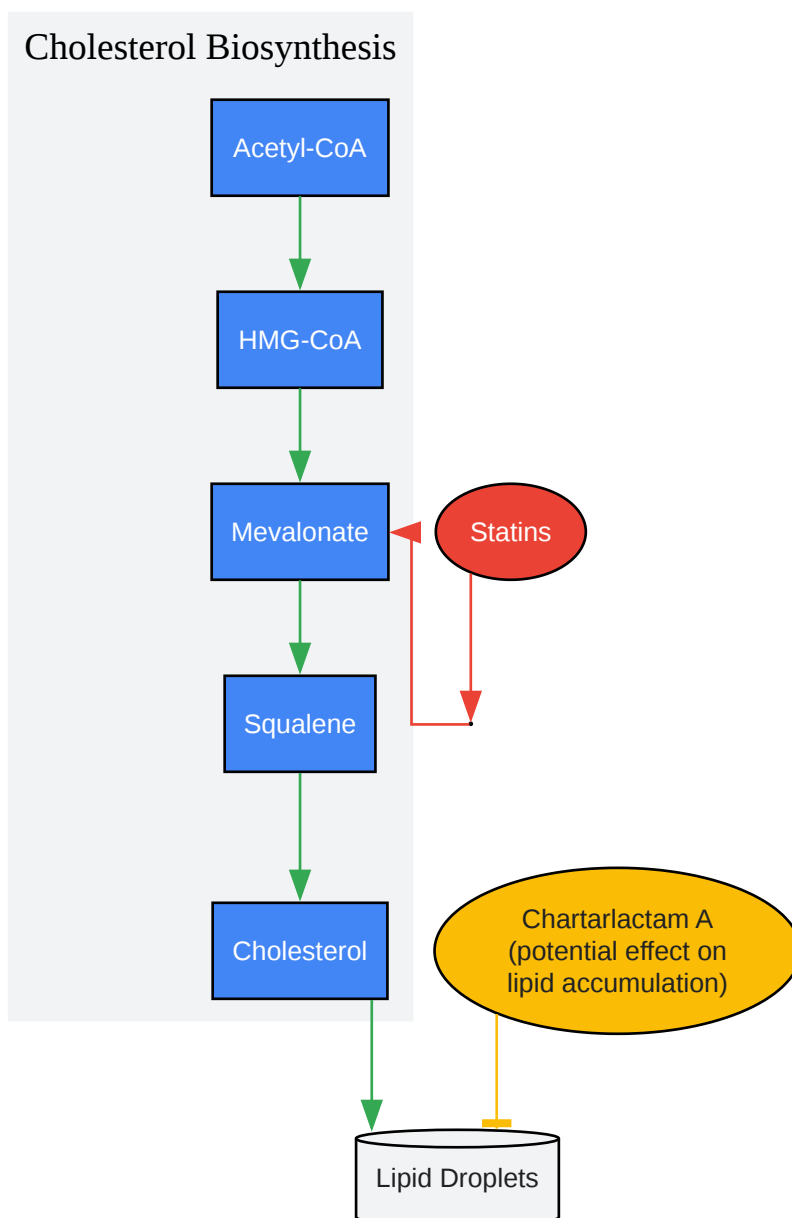 Cholesterol Biosynthesis
Acetyl-CoA
HMG-CoA
Mevalonate
Statins
Squalene
Cholesterol
Chartarlactam A
(potential effect on
lipid accumulation)
Lipid Droplets